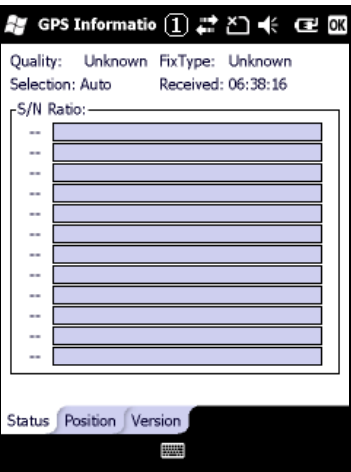 GPS Informatio 1 OK
Quality: Unknown FixType: Unknown
Selection: Auto Received: 06:38:16
S/N Ratio:
--
--
--
--
--
--
--
--
--
--
--
--
Status Position Version